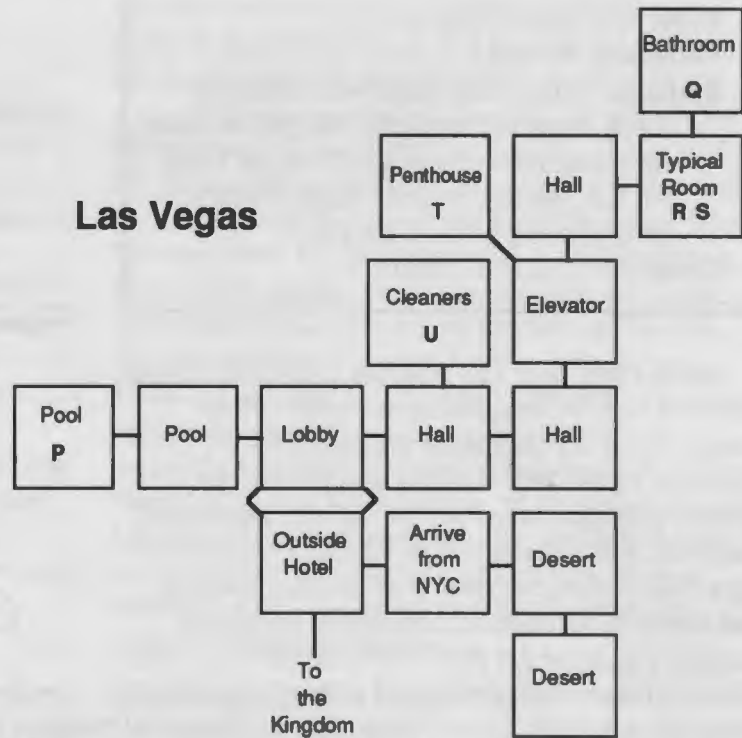 Bathroom
Q
Penthouse
T
Hall
Typical
Room
R S
Las Vegas
Cleaners
U
Elevator
Pool
P
Pool
Lobby
Hall
Hall
Outside
Hotel
Arrive
from
NYC
Desert
To
the
Kingdom
Desert